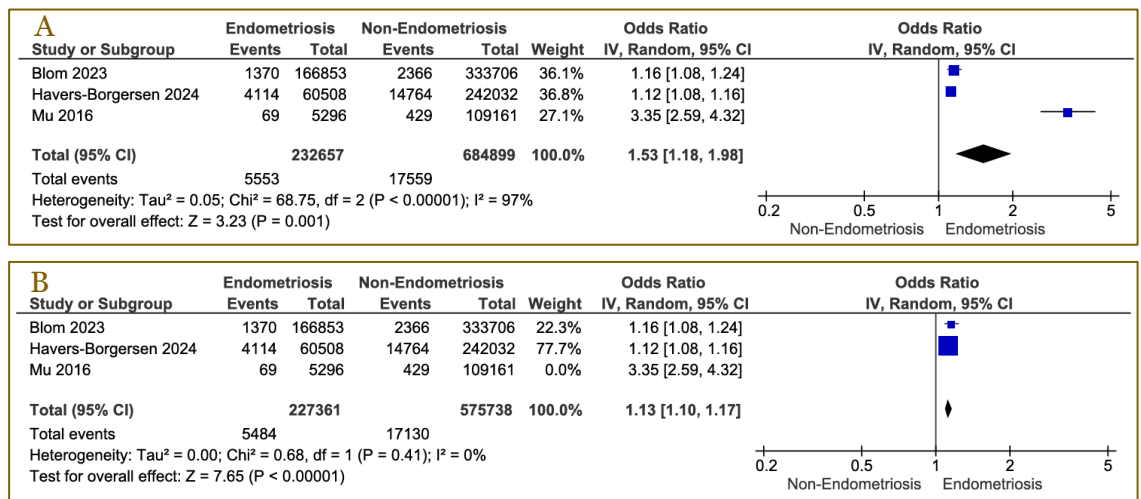 A
Endometriosis Non-Endometriosis Odds Ratio Odds Ratio
Study or Subgroup Events Total Events Total Weight IV, Random, 95% CI IV, Random, 95% CI
Blom 2023 1370 166853 2366 333706 36.1% 1.16 [1.08, 1.24]
Havers-Borgersen 2024 4114 60508 14764 242032 36.8% 1.12 [1.08, 1.16]
Mu 2016 69 5296 429 109161 27.1% 3.35 [2.59, 4.32]
Total (95% CI) 232657 684899 100.0% 1.53 [1.18, 1.98]
Total events 5553 17559
Heterogeneity: Tau² = 0.05; Chi² = 68.75, df = 2 (P < 0.00001); I² = 97%
Test for overall effect: Z = 3.23 (P = 0.001)
0.2 0.5 1 2 5
Non-Endometriosis Endometriosis
B
Endometriosis Non-Endometriosis Odds Ratio Odds Ratio
Study or Subgroup Events Total Events Total Weight IV, Random, 95% CI IV, Random, 95% CI
Blom 2023 1370 166853 2366 333706 22.3% 1.16 [1.08, 1.24]
Havers-Borgersen 2024 4114 60508 14764 242032 77.7% 1.12 [1.08, 1.16]
Mu 2016 69 5296 429 109161 0.0% 3.35 [2.59, 4.32]
Total (95% CI) 227361 575738 100.0% 1.13 [1.10, 1.17]
Total events 5484 17130
Heterogeneity: Tau² = 0.00; Chi² = 0.68, df = 1 (P = 0.41); I² = 0%
Test for overall effect: Z = 7.65 (P < 0.00001)
0.2 0.5 1 2 5
Non-Endometriosis Endometriosis